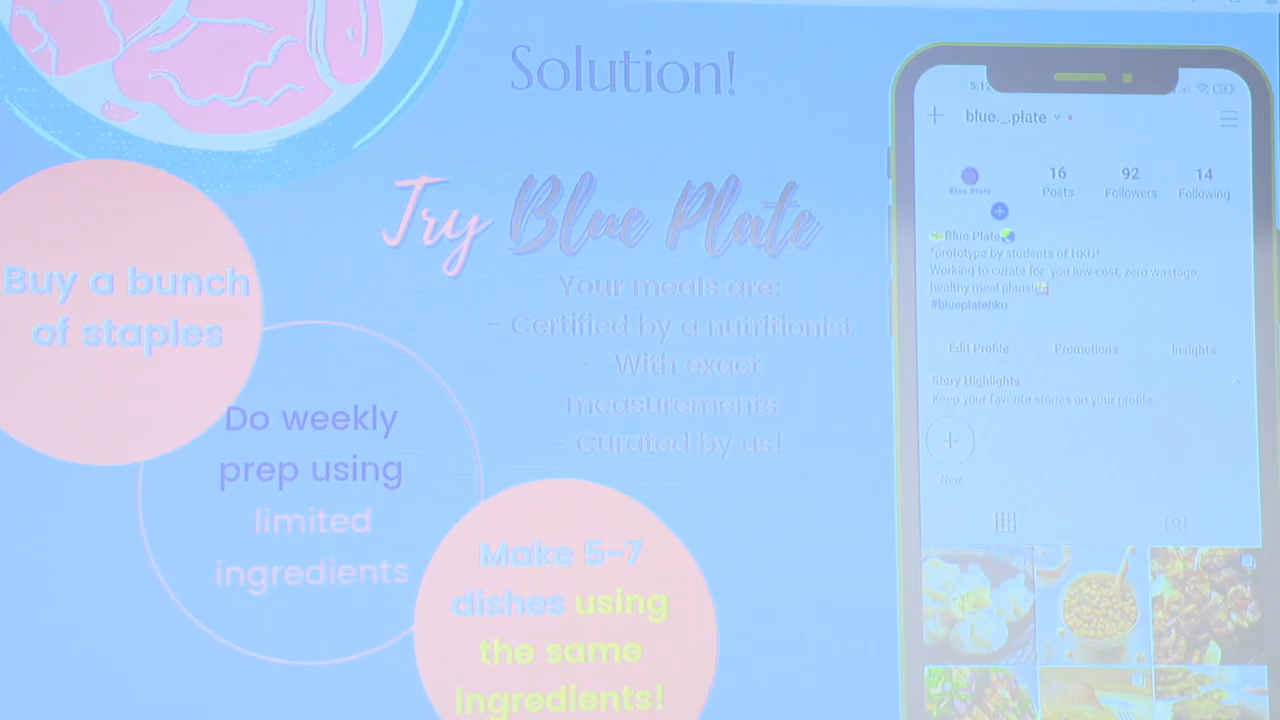 Solution!
Try Blue Plate
Your meals are:
- Certified by a nutritionist
- With exact
measurements
- Curated by us!
Buy a bunch
of staples
Do weekly
prep using
limited
ingredients
Make 5-7
dishes using
the same
ingredients!
5:12
blue._.plate
16
Posts
92
Followers
14
Following
Blue Plate
Blue Plate
*prototype by students of HKU*
Working to curate for you low-cost, zero wastage,
healthy meal plans!
#blueplatehku
Edit Profile
Promotions
Insights
Story Highlights
Keep your favorite stories on your profile
New